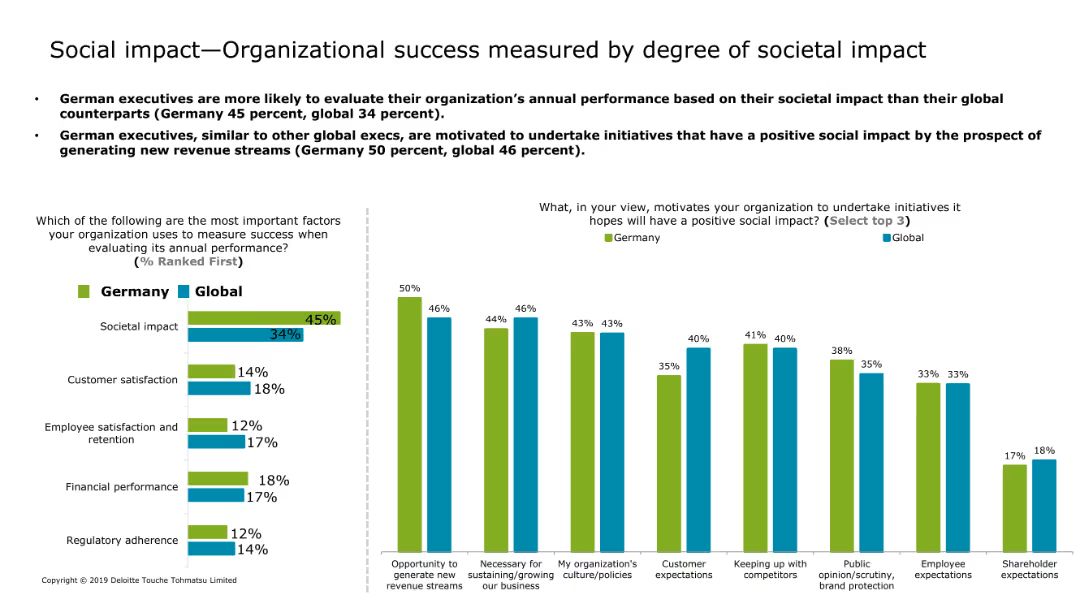 Social impact—Organizational success measured by degree of societal impact
• German executives are more likely to evaluate their organization's annual performance based on their societal impact than their global
counterparts (Germany 45 percent, global 34 percent).
• German executives, similar to other global execs, are motivated to undertake initiatives that have a positive social impact by the prospect of
generating new revenue streams (Germany 50 percent, global 46 percent).
Which of the following are the most important factors
your organization uses to measure success when
evaluating its annual performance?
(% Ranked First)
Germany Global
Societal impact 45%
34%
Customer satisfaction 14%
18%
Employee satisfaction and
retention
12%
17%
Financial performance 18%
17%
Regulatory adherence 12%
14%
Copyright © 2019 Deloitte Touche Tohmatsu Limited
What, in your view, motivates your organization to undertake initiatives it
hopes will have a positive social impact? (Select top 3)
Germany Global
50% 46% 44% 46% 43% 43% 35% 40% 41% 40% 38% 35% 33% 33% 17% 18%
Opportunity to
generate new
revenue streams
Necessary for
sustaining/growing
our business
My organization's
culture/policies
Customer
expectations
Keeping up with
competitors
Public
opinion/scrutiny,
brand protection
Employee
expectations
Shareholder
expectations